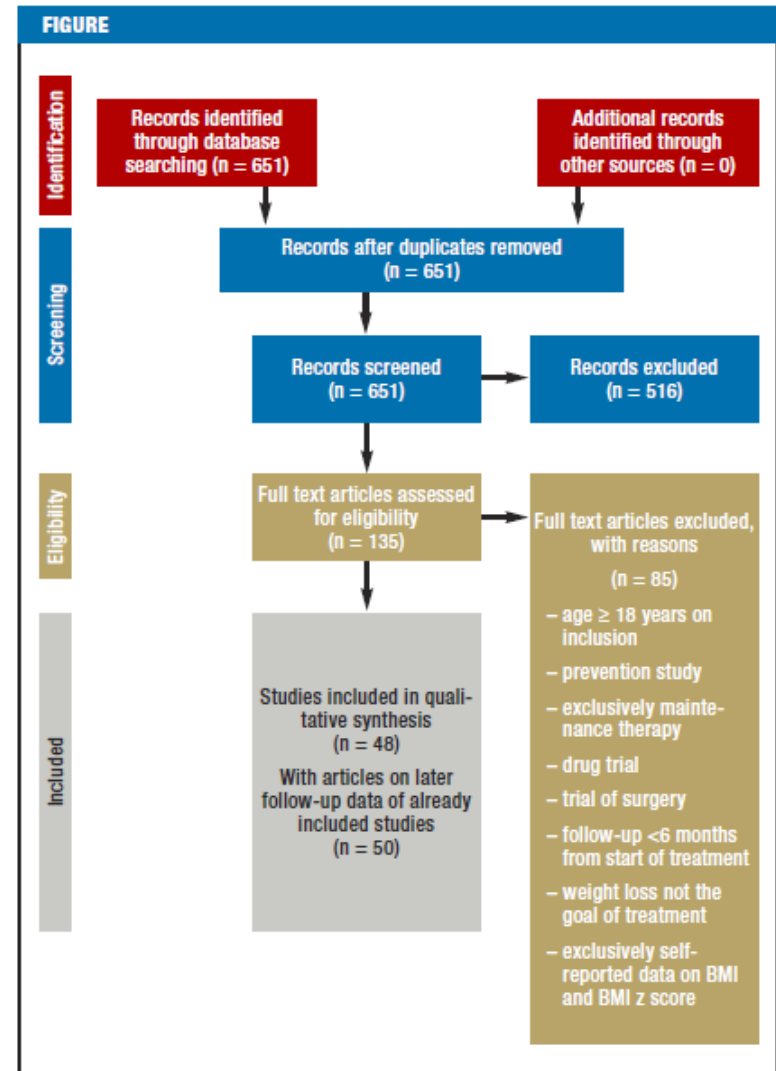 FIGURE
Identification
Records identified
through database
searching (n = 651)
Additional records
identified through
other sources (n = 0)
Screening
Records after duplicates removed
(n = 651)
Records screened
(n = 651)
Records excluded
(n = 516)
Eligibility
Full text articles assessed
for eligibility
(n = 135)
Full text articles excluded,
with reasons
(n = 85)
– age ≥ 18 years on
inclusion
– prevention study
– exclusively mainte-
nance therapy
– drug trial
– trial of surgery
– follow-up <6 months
from start of treatment
– weight loss not the
goal of treatment
– exclusively self-
reported data on BMI
and BMI z score
Included
Studies included in quali-
tative synthesis
(n = 48)
With articles on later
follow-up data of already
included studies
(n = 50)